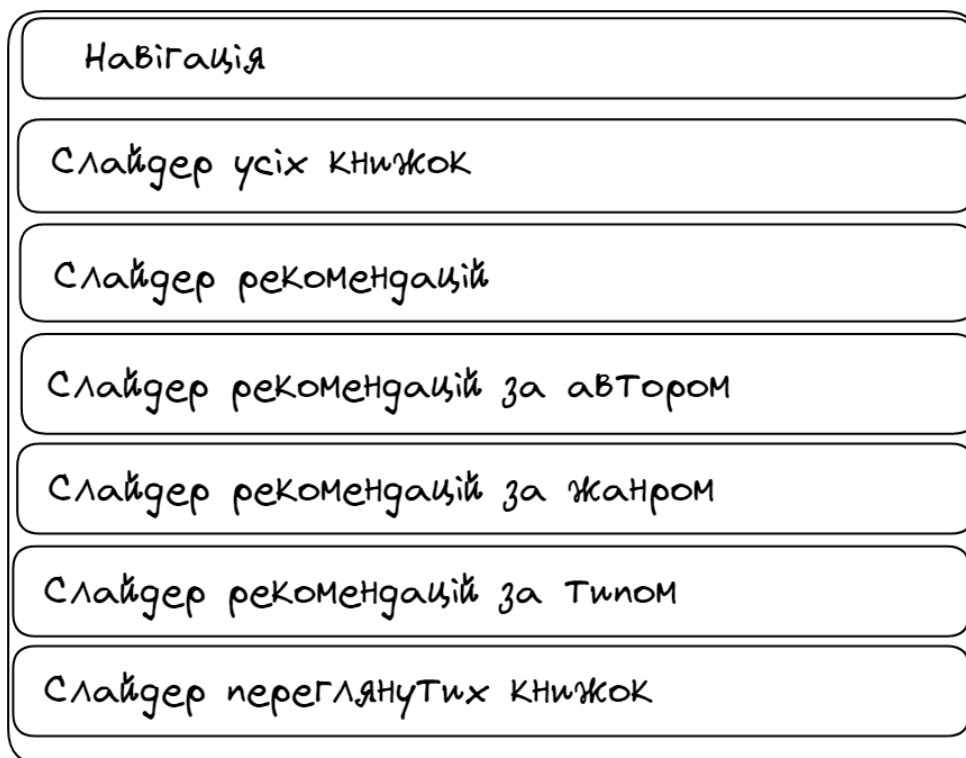 Навігація
Слайдер усіх книжок
Слайдер рекомендацій
Слайдер рекомендацій за автором
Слайдер рекомендацій за жанром
Слайдер рекомендацій за типом
Слайдер переглянутих книжок